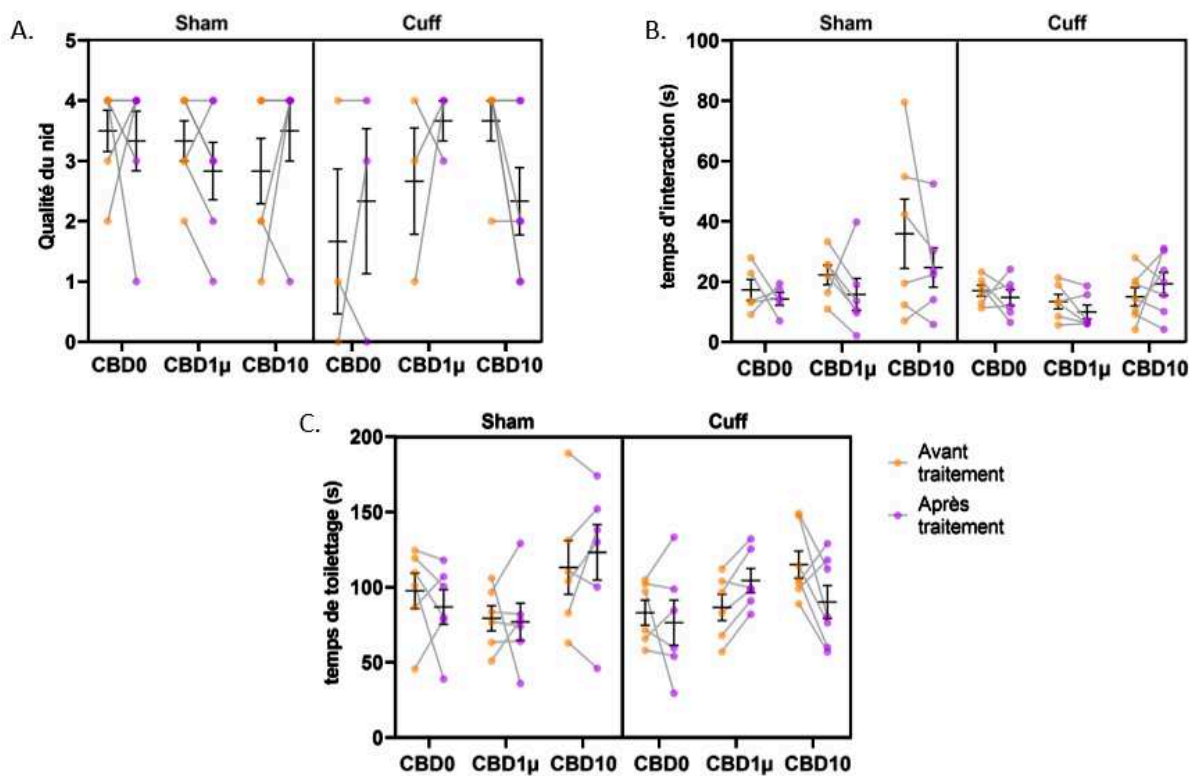 A.
Sham
Cuff
Qualité du nid
5
4
3
2
1
0
CBD0
CBD1µ
CBD10
CBD0
CBD1µ
CBD10
B.
Sham
Cuff
temps d'interaction (s)
100
80
60
40
20
0
CBD0
CBD1µ
CBD10
CBD0
CBD1µ
CBD10
C.
Sham
Cuff
temps de toilettage (s)
200
150
100
50
0
CBD0
CBD1µ
CBD10
CBD0
CBD1µ
CBD10
Avant
traitement
Après
traitement